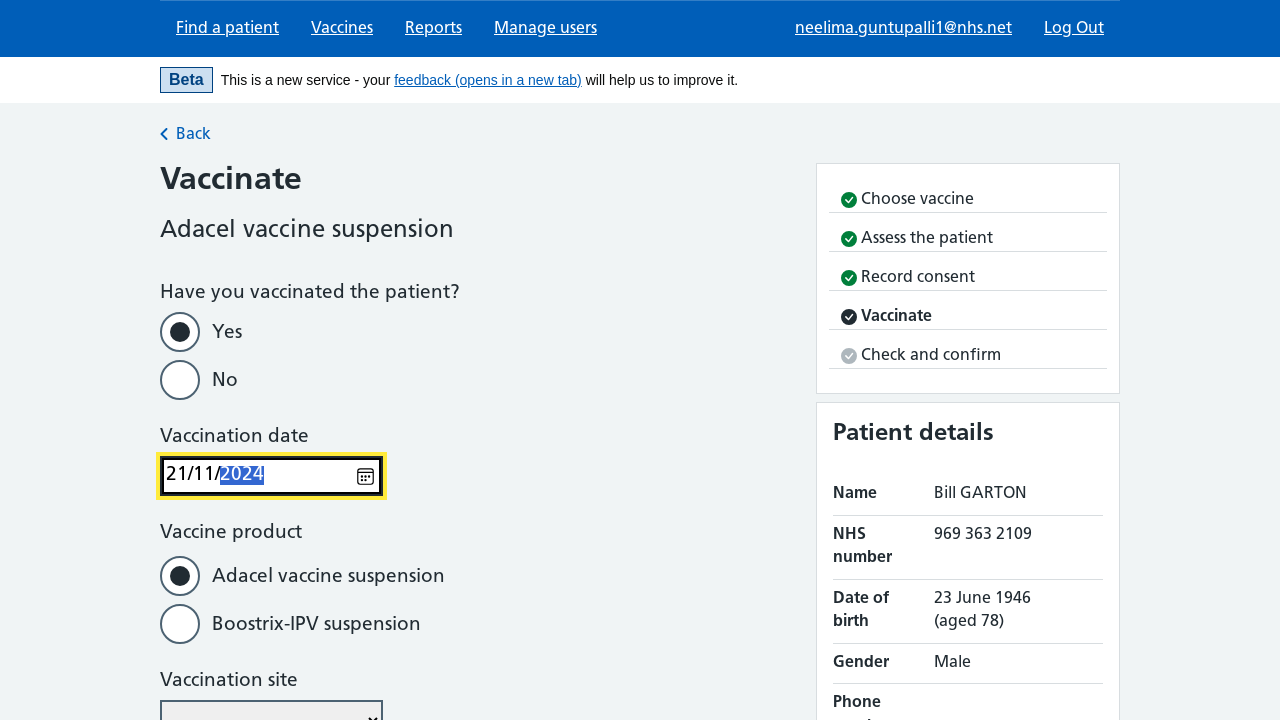 Find a patient
Vaccines
Reports
Manage users
neelima.guntupalli1@nhs.net
Log Out
Beta
This is a new service - your feedback (opens in a new tab) will help us to improve it.
Back
Vaccinate
Adacel vaccine suspension
Have you vaccinated the patient?
Yes
No
Vaccination date
21/11/2024
Vaccine product
Adacel vaccine suspension
Boostrix-IPV suspension
Vaccination site
Choose vaccine
Assess the patient
Record consent
Vaccinate
Check and confirm
Patient details
Name
Bill GARTON
NHS
number
969 363 2109
Date of
birth
23 June 1946
(aged 78)
Gender
Male
Phone